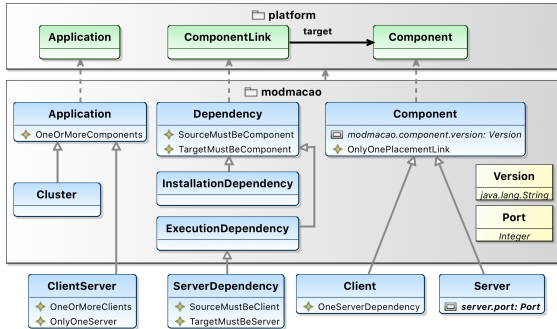 platform
Application
ComponentLink
target
Component
modmacao
Application
OneOrMoreComponents
Dependency
SourceMustBeComponent
TargetMustBeComponent
Component
modmacao.component.version: Version
OnlyOnePlacementLink
Cluster
InstallationDependency
ExecutionDependency
Version
java.lang.String
Port
Integer
ClientServer
OneOrMoreClients
OnlyOneServer
ServerDependency
SourceMustBeClient
TargetMustBeServer
Client
OneServerDependency
Server
server.port: Port